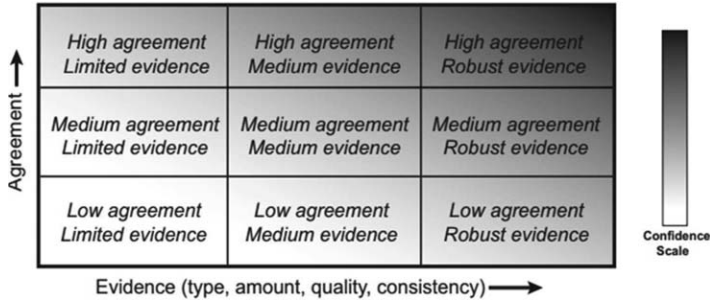 High agreement
Limited evidence
High agreement
Medium evidence
High agreement
Robust evidence
Medium agreement
Limited evidence
Medium agreement
Medium evidence
Medium agreement
Robust evidence
Low agreement
Limited evidence
Low agreement
Medium evidence
Low agreement
Robust evidence
Agreement
Evidence (type, amount, quality, consistency)
Confidence
Scale